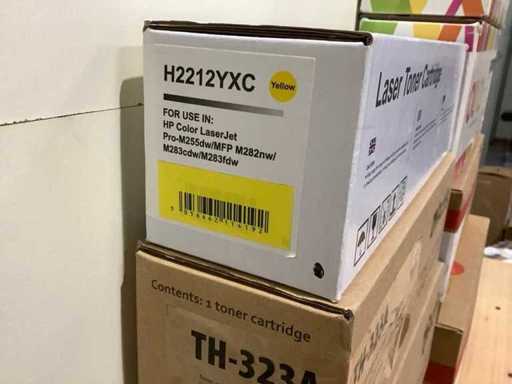 H2212YXC
Yellow
FOR USE IN:
HP Color LaserJet
Pro-M255dw/MFP M282nw/
M283cdw/M283fdw
Laser Toner Cartridge
Contents: 1 toner cartridge
TH-323A